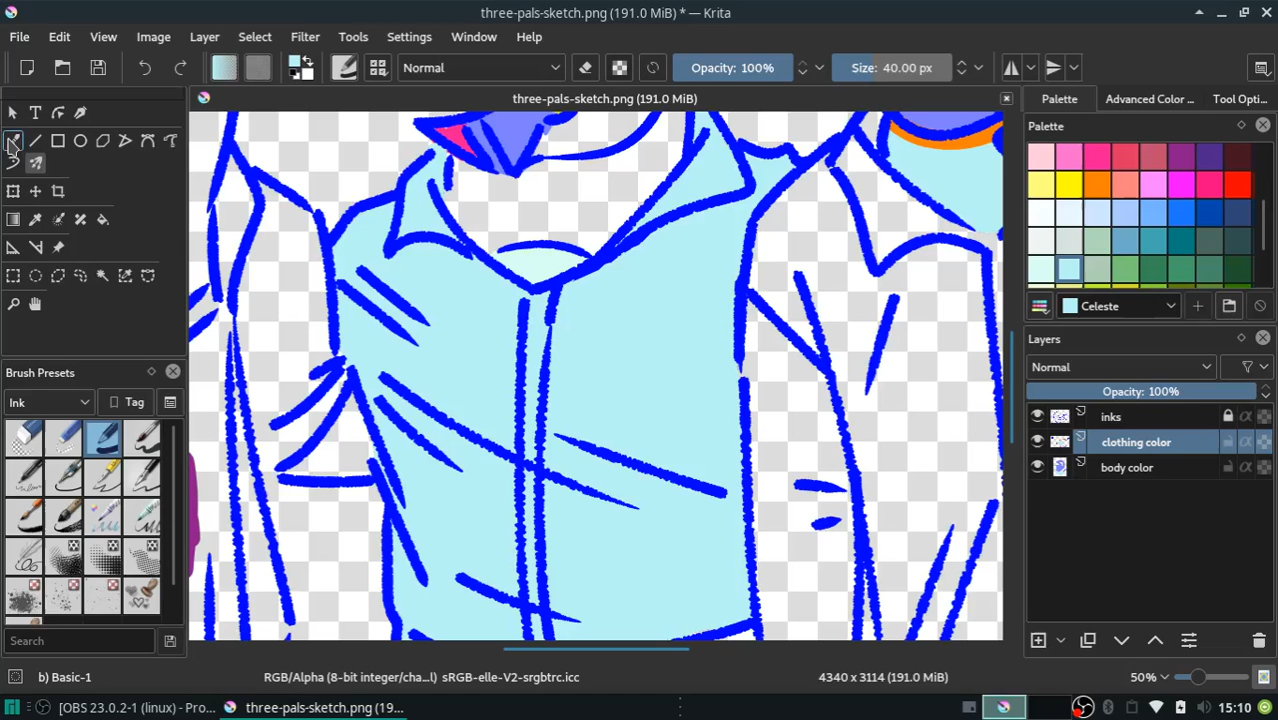 three-pals-sketch.png (191.0 MiB) * — Krita
File Edit View Image Layer Select Filter Tools Settings Window Help
Normal Opacity: 100% Size: 40.00 px
three-pals-sketch.png (191.0 MiB)
Palette Advanced Color ... Tool Opti...
Palette
Celeste
Layers
Normal
Opacity: 100%
inks
clothing color
body color
Brush Presets
Ink Tag
Search
b) Basic-1 RGB/Alpha (8-bit integer/cha...l) sRGB-elle-V2-srgbtrc.icc 4340 x 3114 (191.0 MiB) 50%
[OBS 23.0.2-1 (linux) - Pro... three-pals-sketch.png (19... 15:10